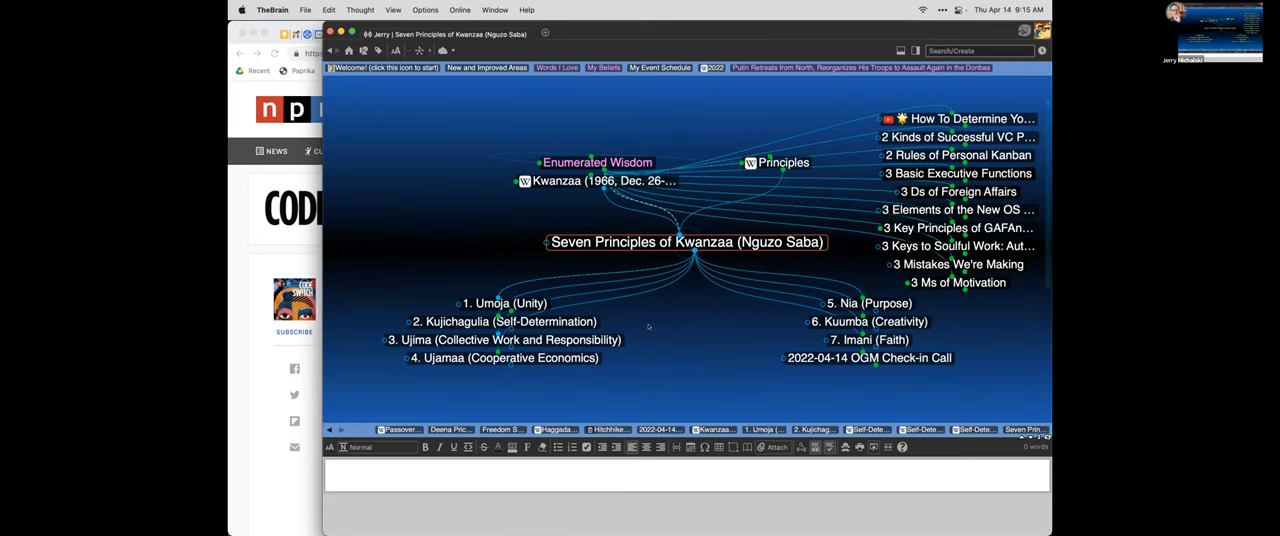 TheBrain File Edit Thought View Options Online Window Help Thu Apr 14 9:15 AM
Jerry | Seven Principles of Kwanzaa (Nguzo Saba)
https:
Search/Create
Recent Paprika
Welcome! (click this icon to start) New and Improved Areas Words I Love My Beliefs My Event Schedule 2022 Putin Retreats from North, Reorganizes His Troops to Assault Again in the Donbas
Jerry Michalski
n p
NEWS CU
CODE
CODE SWITCH
SUBSCRIBE
Enumerated Wisdom
W Principles
W Kwanzaa (1966, Dec. 26-...
How To Determine Yo...
2 Kinds of Successful VC P...
2 Rules of Personal Kanban
3 Basic Executive Functions
3 Ds of Foreign Affairs
3 Elements of the New OS ...
3 Key Principles of GAFAn...
3 Keys to Soulful Work: Aut...
3 Mistakes We're Making
3 Ms of Motivation
Seven Principles of Kwanzaa (Nguzo Saba)
1. Umoja (Unity)
2. Kujichagulia (Self-Determination)
3. Ujima (Collective Work and Responsibility)
4. Ujamaa (Cooperative Economics)
5. Nia (Purpose)
6. Kuumba (Creativity)
7. Imani (Faith)
2022-04-14 OGM Check-in Call
Passover... Deena Pric... Freedom S... Haggada... Hitchhike... 2022-04-14... Kwanzaa... 1. Umoja (... 2. Kujichag... Self-Dete... Self-Dete... Self-Dete... Seven Prin...
Normal B I U S A F Attach 0 words